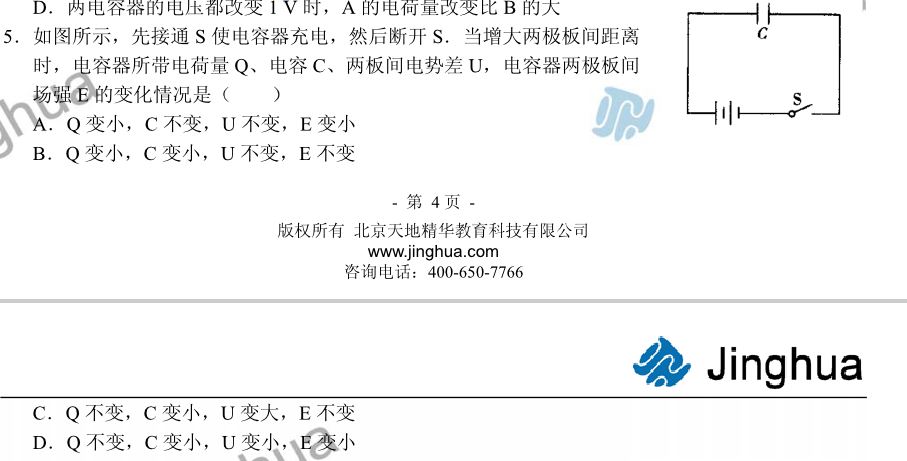 D．两电容器的电压都改变 1 V 时，A 的电荷量改变比 B 的大
5．如图所示，先接通 S 使电容器充电，然后断开 S．当增大两极板间距离
时，电容器所带电荷量 Q、电容 C、两板间电势差 U，电容器两极板间
场强 E 的变化情况是（　　）
A．Q 变小，C 不变，U 不变，E 变小
B．Q 变小，C 变小，U 不变，E 不变
C
S
- 第 4 页 -
版权所有 北京天地精华教育科技有限公司
www.jinghua.com
咨询电话：400-650-7766
Jinghua
C．Q 不变，C 变小，U 变大，E 不变
D．Q 不变，C 变小，U 变小，E 变小